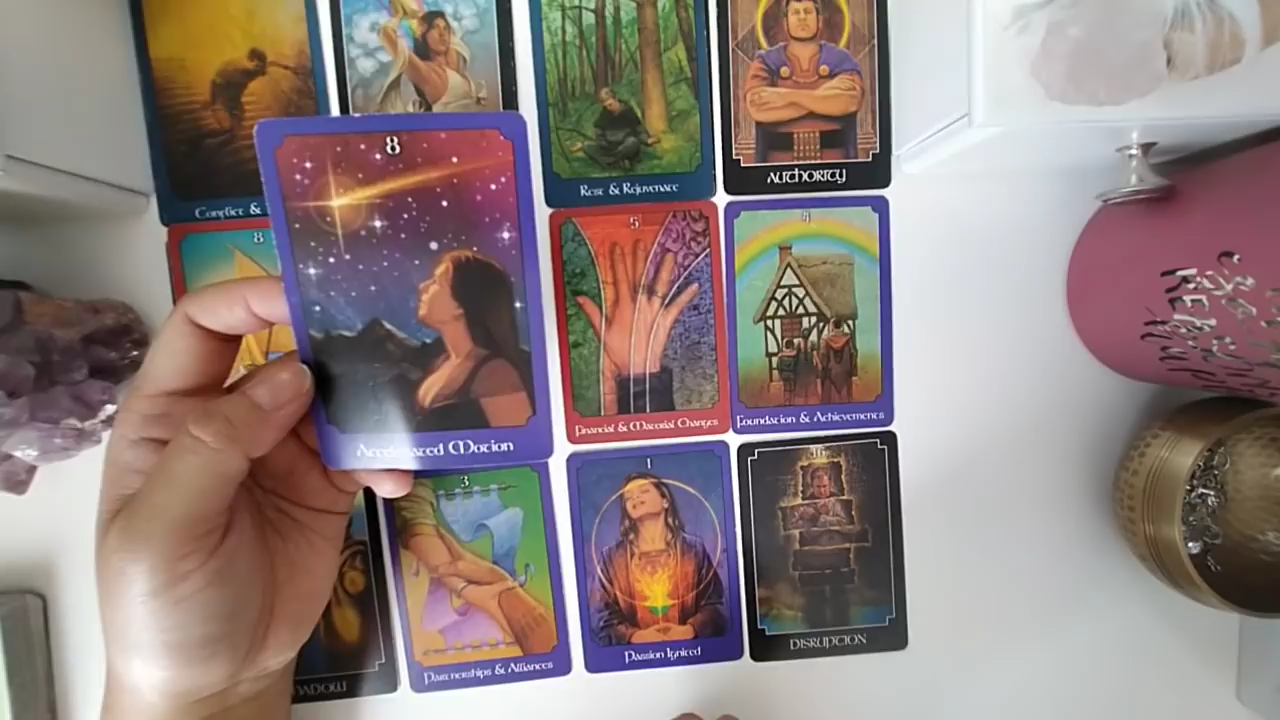 Conflict &
Rest & Rejuvenate
AUTHORITY
8
8
Accelerated Motion
5
Financial & Material Changes
4
Foundation & Achievements
3
Partnerships & Alliances
1
Passion Ignited
16
DISRUPTION